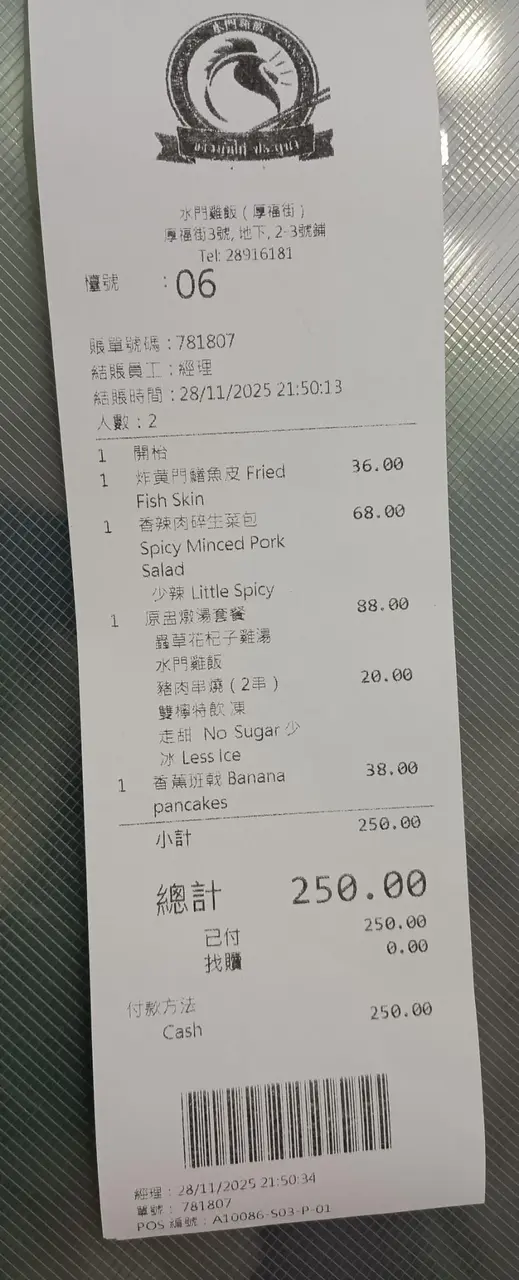 水門雞飯
水門雞飯（厚福街）
厚福街3號, 地下, 2-3號鋪
Tel: 28916181
檯號 : 06
賬單號碼 : 781807
結賬員工 : 經理
結賬時間 : 28/11/2025 21:50:13
人數 : 2
1 開枱
1 炸黄門鱔魚皮 Fried 36.00
Fish Skin
1 香辣肉碎生菜包 68.00
Spicy Minced Pork
Salad
少辣 Little Spicy
1 原盅燉湯套餐 88.00
蟲草花杞子雞湯
水門雞飯
豬肉串燒（2串） 20.00
雙檸特飲 凍
走甜 No Sugar 少
冰 Less Ice
1 香蕉班戟 Banana 38.00
pancakes
小計 250.00
總計 250.00
已付 250.00
找贖 0.00
付款方法 250.00
Cash
經理 : 28/11/2025 21:50:34
單號 : 781807
POS 編號 : A10086-S03-P-01